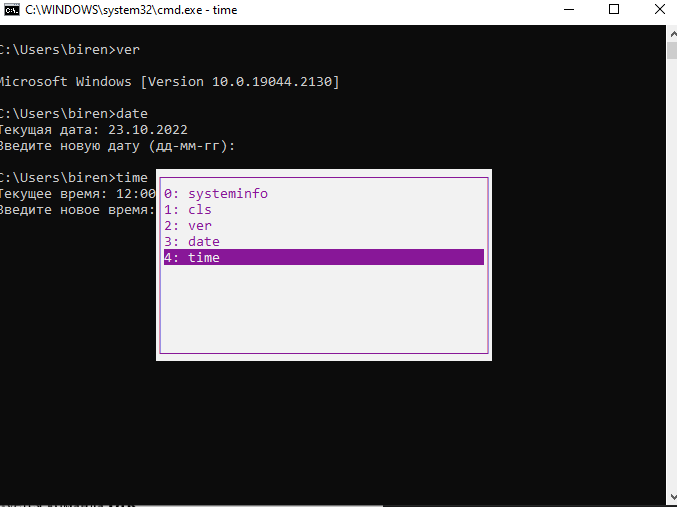 C:\WINDOWS\system32\cmd.exe - time
C:\Users\biren>ver
Microsoft Windows [Version 10.0.19044.2130]
C:\Users\biren>date
Текущая дата: 23.10.2022
Введите новую дату (дд-мм-гг):
C:\Users\biren>time
Текущее время: 12:00
Введите новое время:
0: systeminfo
1: cls
2: ver
3: date
4: time